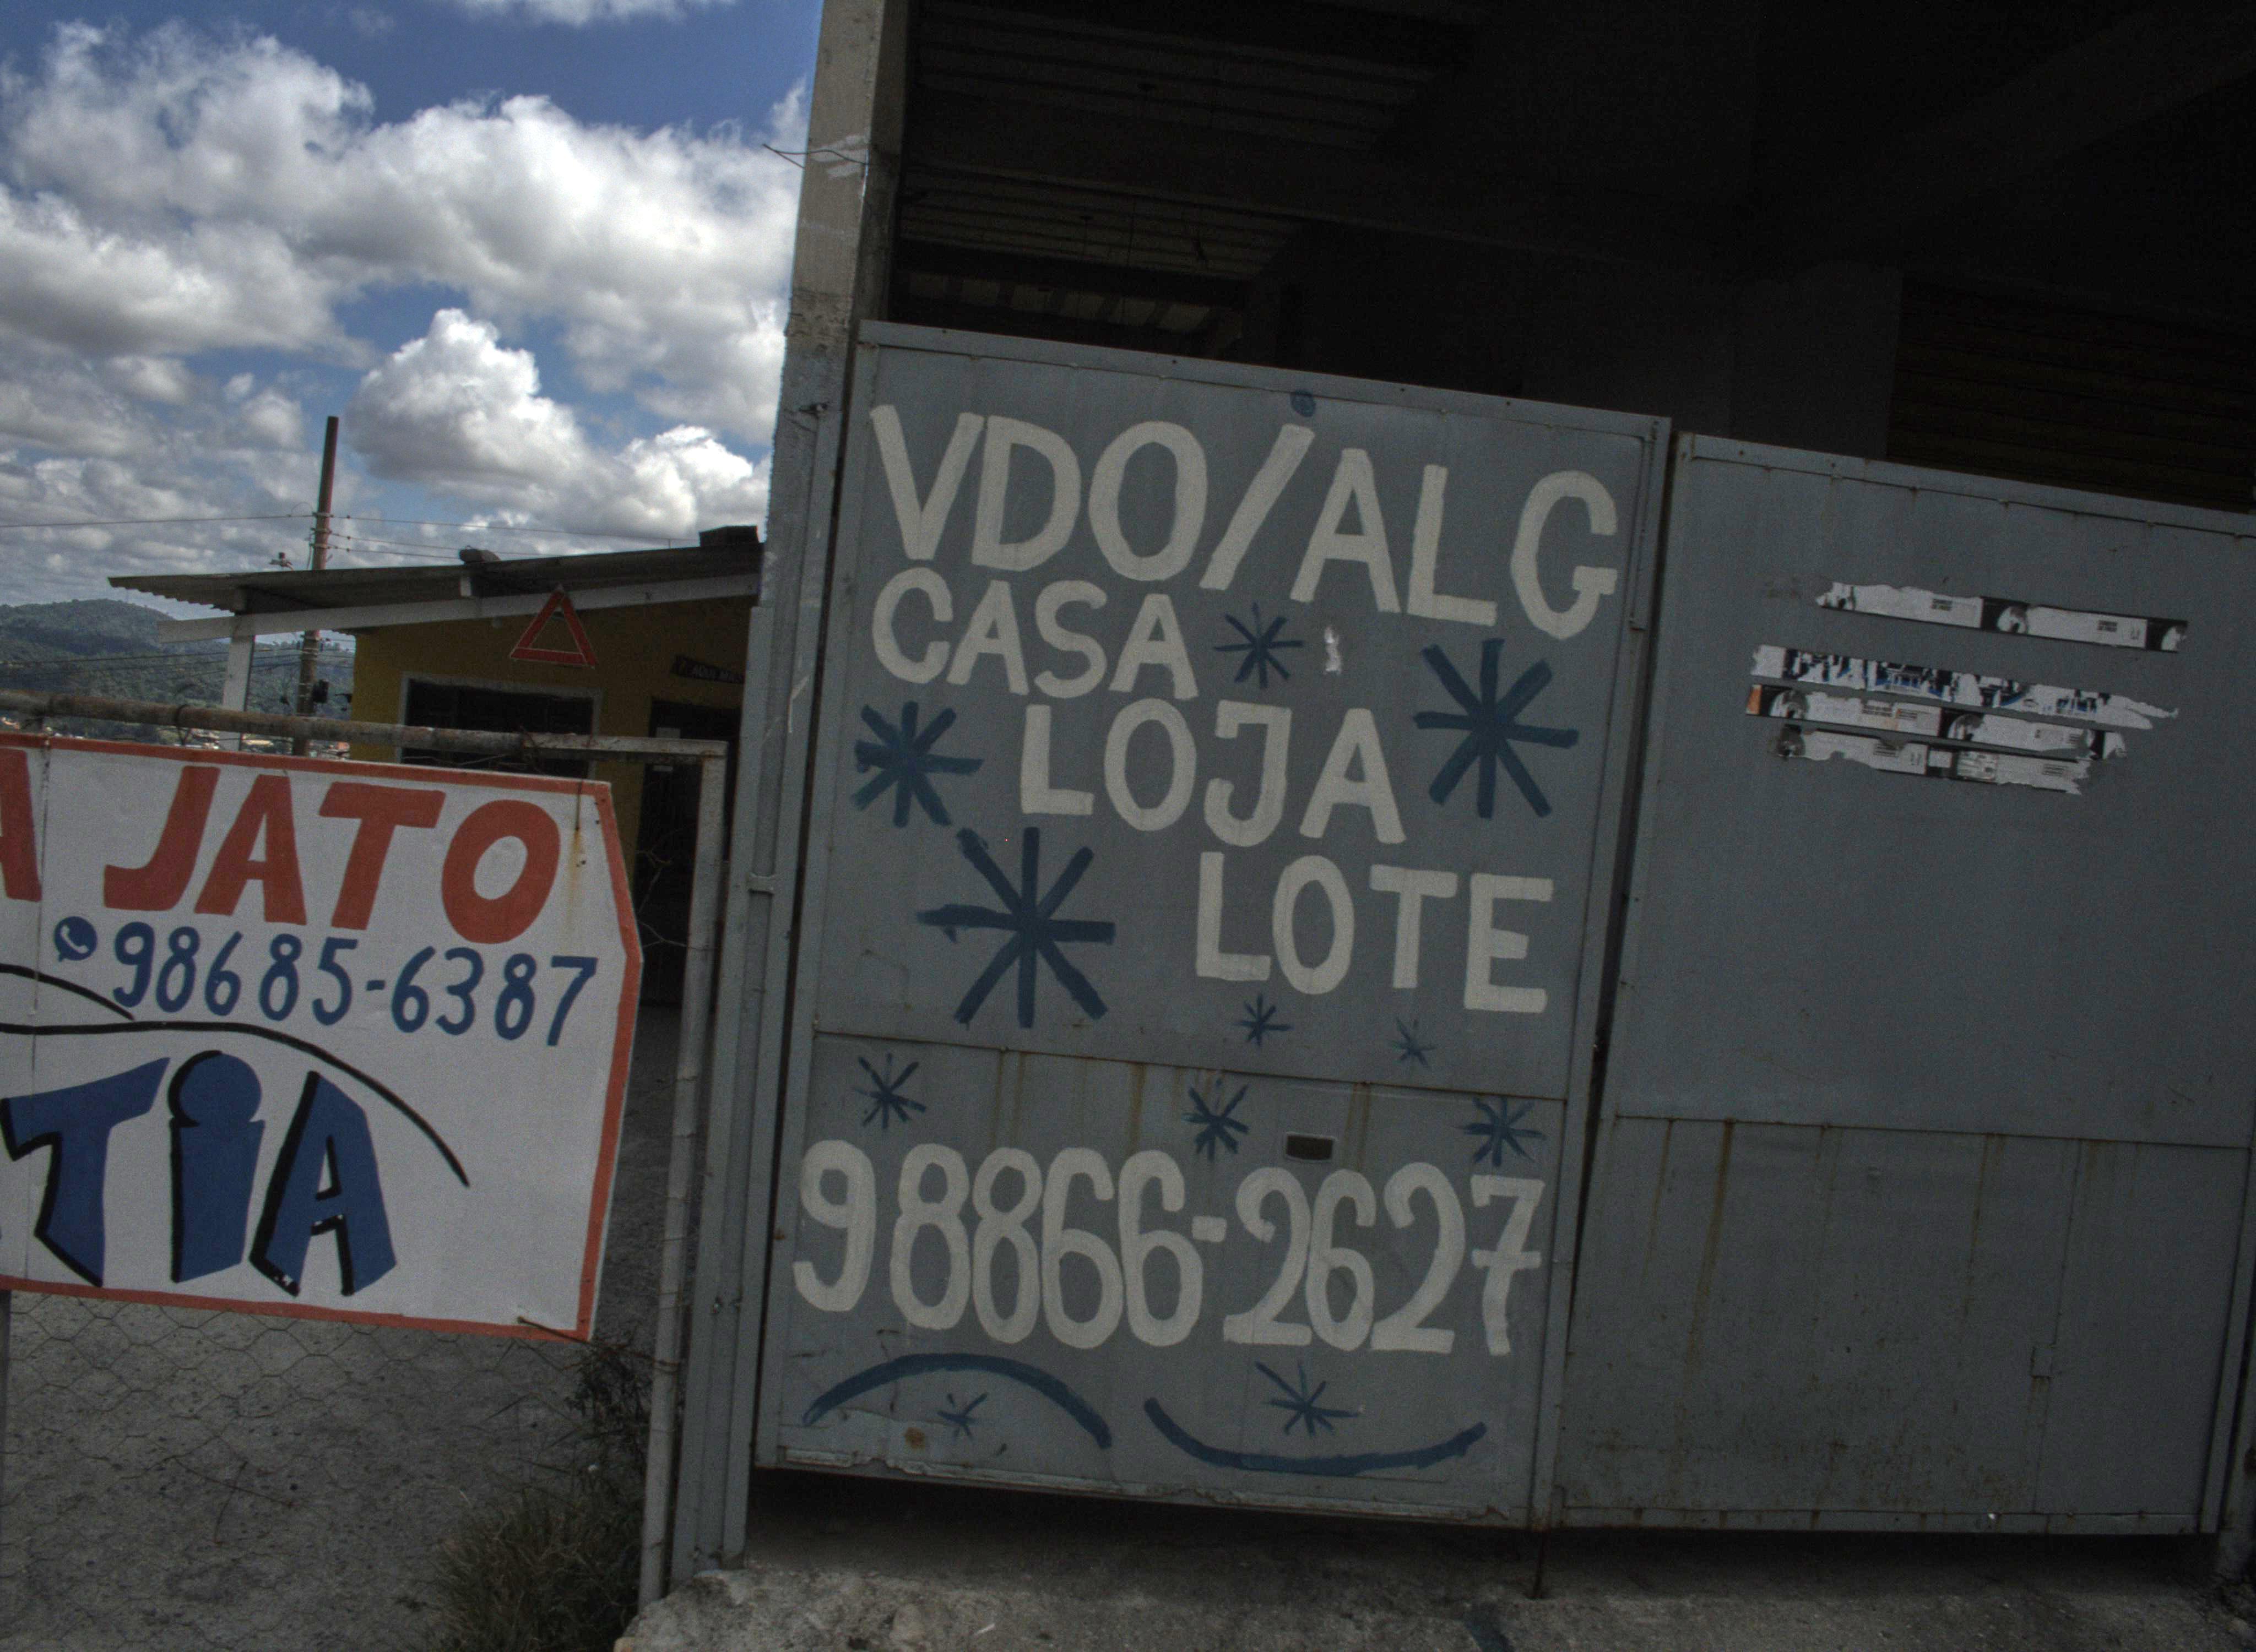 A JATO
98685-6387
TiA
VDO/ALG
CASA
LOJA
LOTE
98866-2627